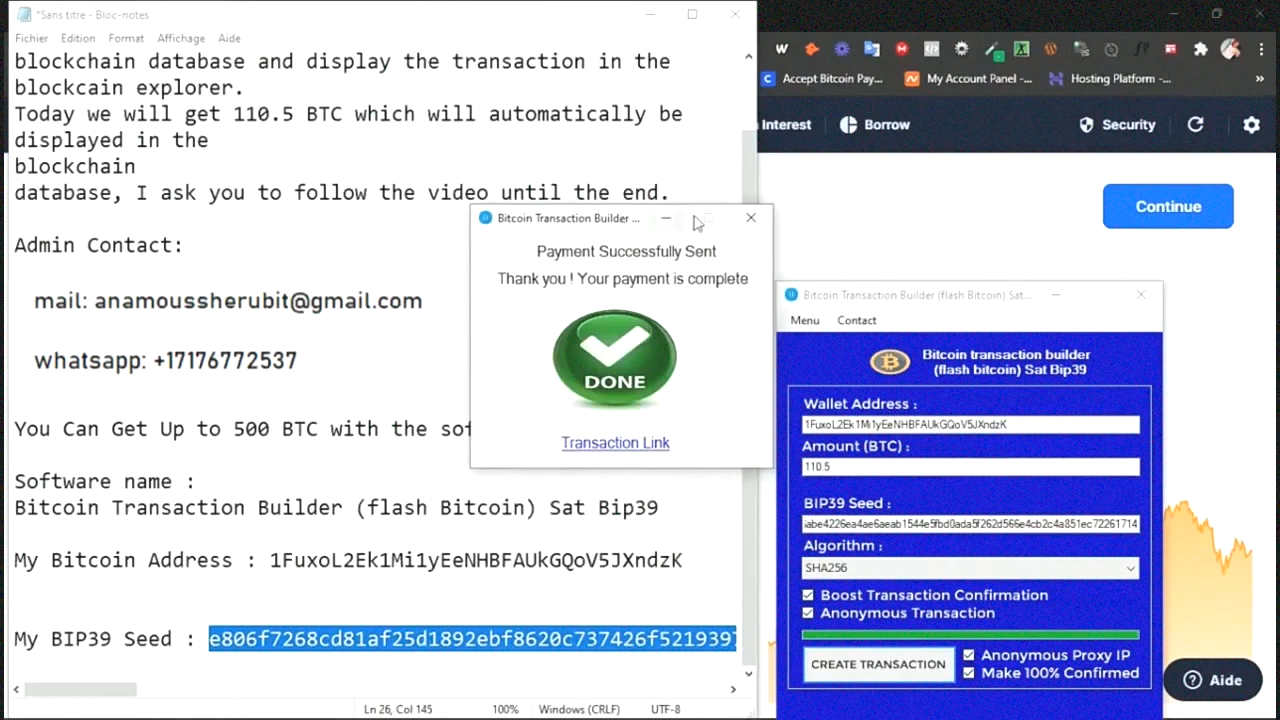 *Sans titre - Bloc-notes
Fichier Edition Format Affichage Aide
blockchain database and display the transaction in the
blockcain explorer.
Today we will get 110.5 BTC which will automatically be
displayed in the
blockchain
database, I ask you to follow the video until the end.
Admin Contact:
mail: anamoussherubit@gmail.com
whatsapp: +17176772537
You Can Get Up to 500 BTC with the sof
Software name :
Bitcoin Transaction Builder (flash Bitcoin) Sat Bip39
My Bitcoin Address : 1FuxoL2Ek1Mi1yEeNHBFAUkGQoV5JXndzK
My BIP39 Seed : e806f7268cd81af25d1892ebf8620c737426f5219397
Ln 26, Col 145 100% Windows (CRLF) UTF-8
Bitcoin Transaction Builder ...
Payment Successfully Sent
Thank you ! Your payment is complete
DONE
Transaction Link
Accept Bitcoin Pay... My Account Panel -... Hosting Platform -...
Interest Borrow Security
Continue
Bitcoin Transaction Builder (flash Bitcoin) Sat...
Menu Contact
Bitcoin transaction builder
(flash bitcoin) Sat Bip39
Wallet Address :
1FuxoL2Ek1Mi1yEeNHBFAUkGQoV5JXndzK
Amount (BTC) :
110.5
BIP39 Seed :
iabe4226ea4ae6aeab1544e5fbd0ada5f262d566e4cb2c4a851ec72261714
Algorithm :
SHA256
Boost Transaction Confirmation
Anonymous Transaction
CREATE TRANSACTION
Anonymous Proxy IP
Make 100% Confirmed
Aide